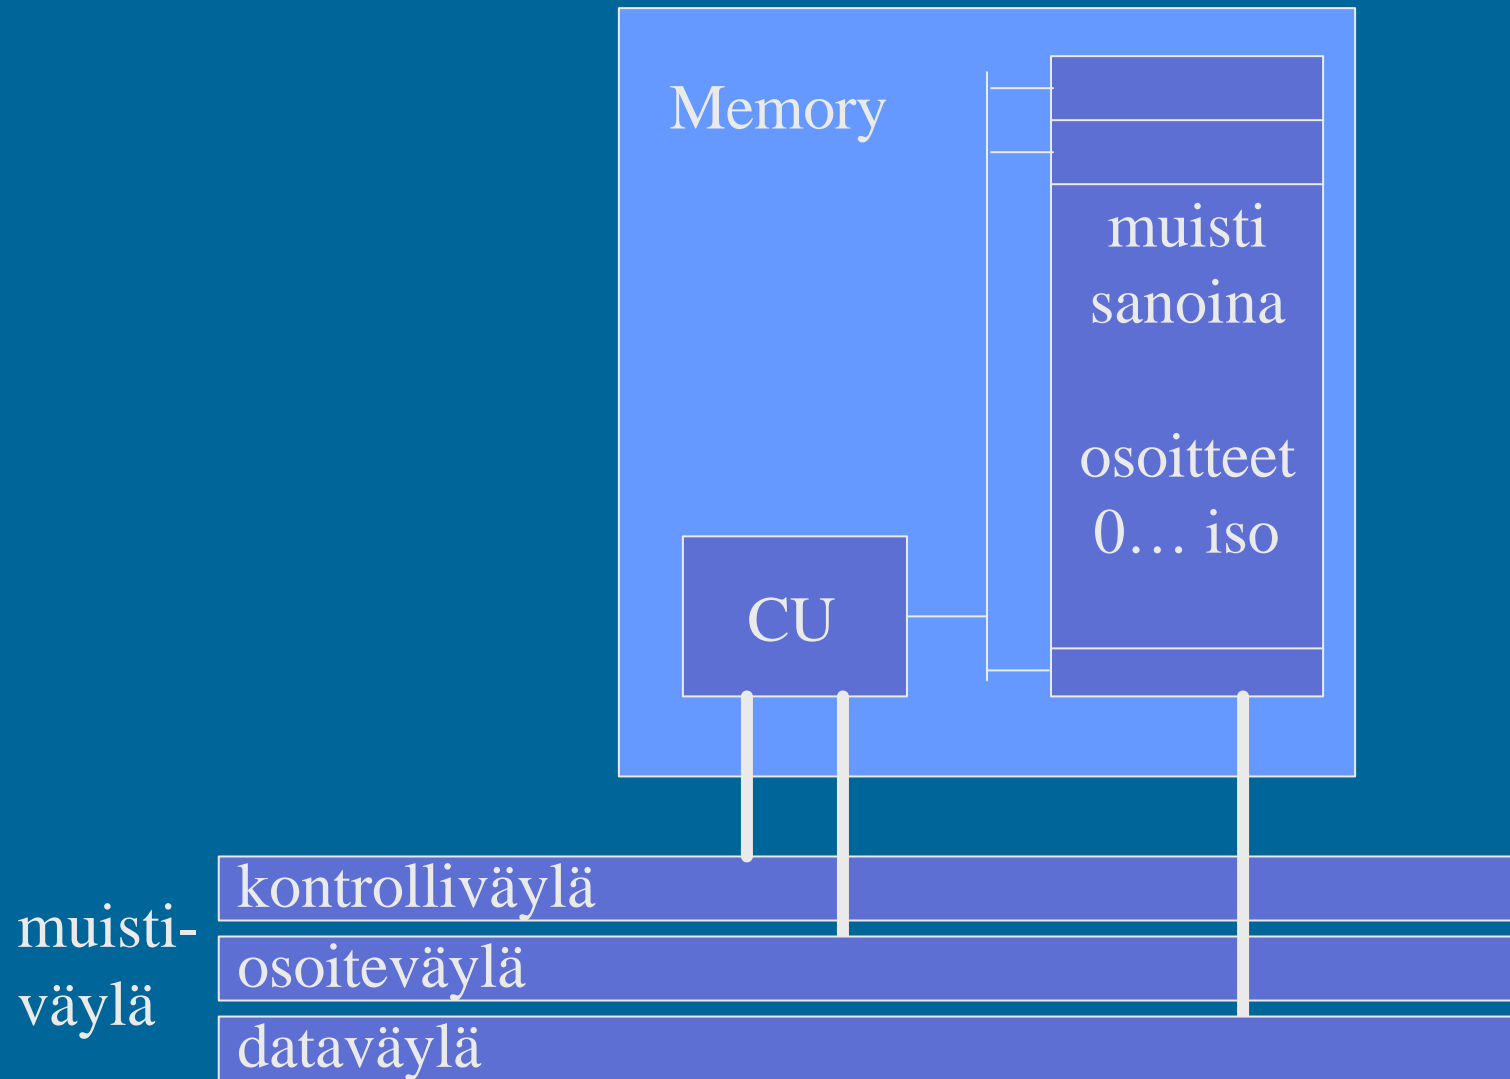 Memory
muisti
sanoina
osoitteet
0… iso
CU
muisti-
väylä
kontrolliväylä
osoiteväylä
dataväylä